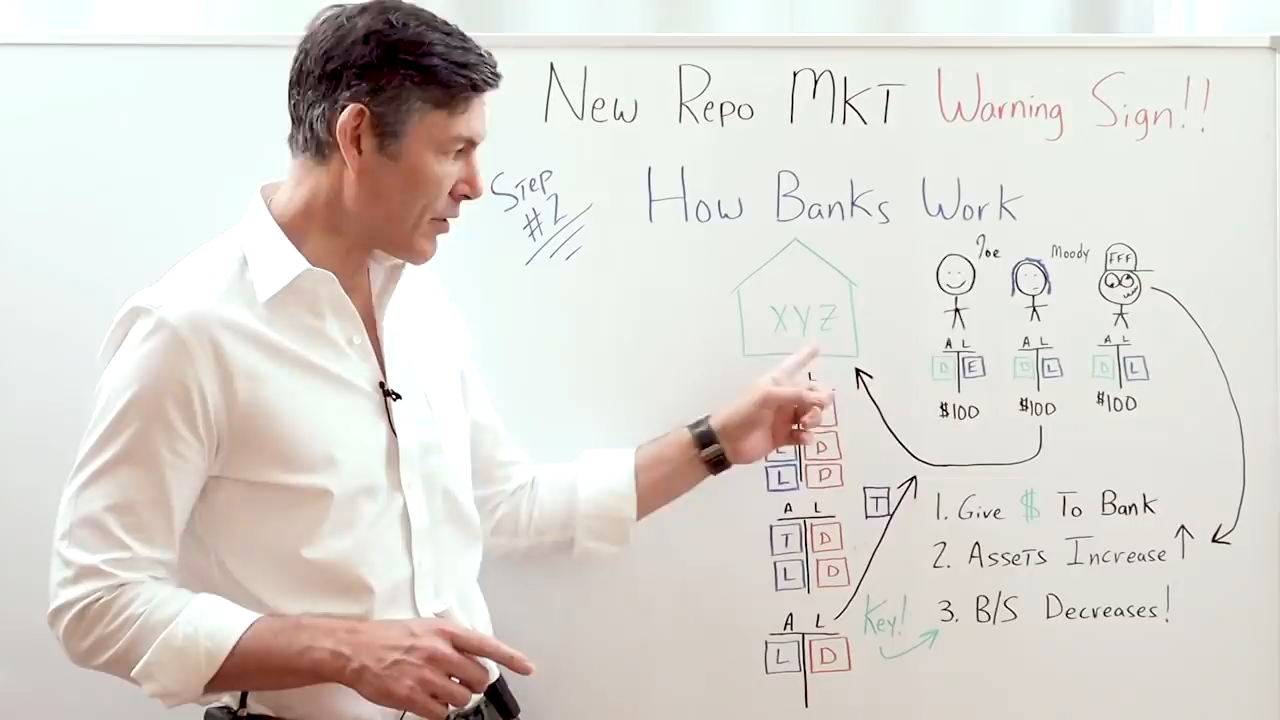 New Repo MKT Warning Sign!!
Step
#2
How Banks Work
XYZ
Joe
Moody
FFF
A L
D E
$100
A L
D L
$100
A L
D L
$100
L
L D
L D
A L
T D
L D
T
A L
L D
Key!
1. Give $ To Bank
2. Assets Increase
3. B/S Decreases!